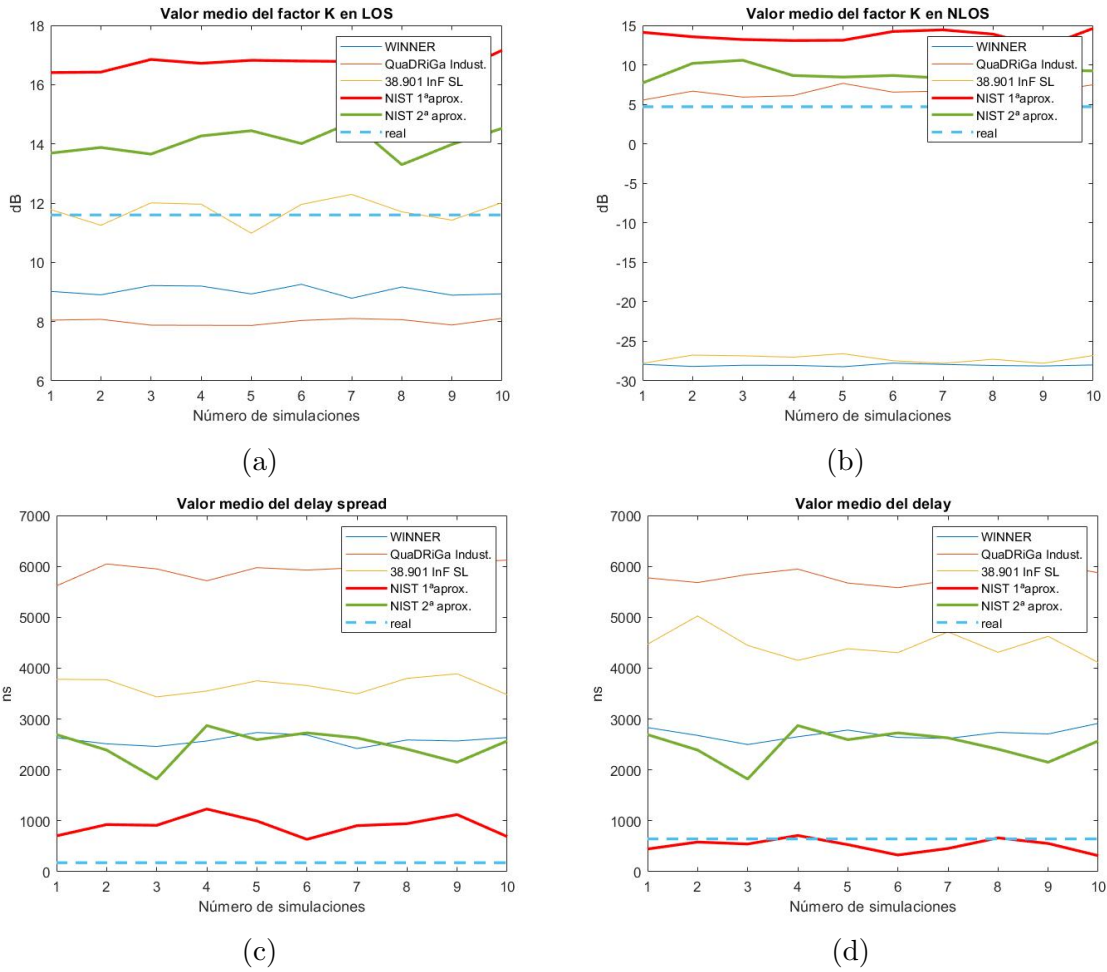 Valor medio del factor K en LOS
18
16
14
12
10
8
6
dB
WINNER
QuaDRiGa Indust.
38.901 InF SL
NIST 1ªaprox.
NIST 2ª aprox.
real
1 2 3 4 5 6 7 8 9 10
Número de simulaciones
(a)
Valor medio del factor K en NLOS
15
10
5
0
-5
-10
-15
-20
-25
-30
dB
WINNER
QuaDRiGa Indust.
38.901 InF SL
NIST 1ªaprox.
NIST 2ª aprox.
real
1 2 3 4 5 6 7 8 9 10
Número de simulaciones
(b)
Valor medio del delay spread
7000
6000
5000
4000
3000
2000
1000
0
ns
WINNER
QuaDRiGa Indust.
38.901 InF SL
NIST 1ªaprox.
NIST 2ª aprox.
real
1 2 3 4 5 6 7 8 9 10
Número de simulaciones
(c)
Valor medio del delay
7000
6000
5000
4000
3000
2000
1000
0
ns
WINNER
QuaDRiGa Indust.
38.901 InF SL
NIST 1ªaprox.
NIST 2ª aprox.
real
1 2 3 4 5 6 7 8 9 10
Número de simulaciones
(d)